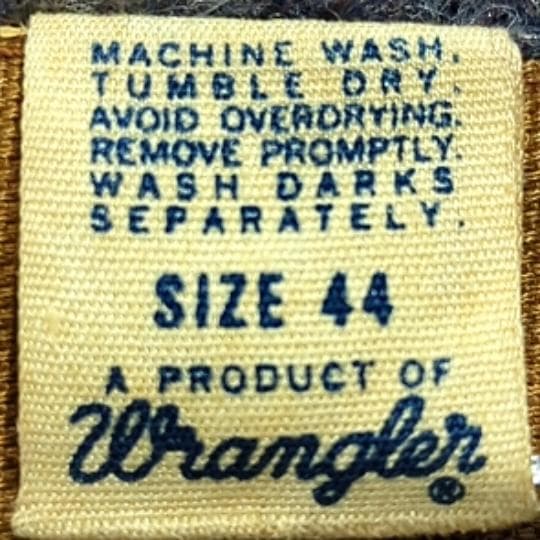 MACHINE WASH.
TUMBLE DRY.
AVOID OVERDRYING.
REMOVE PROMPTLY.
WASH DARKS
SEPARATELY.
SIZE 44
A PRODUCT OF
Wrangler
®